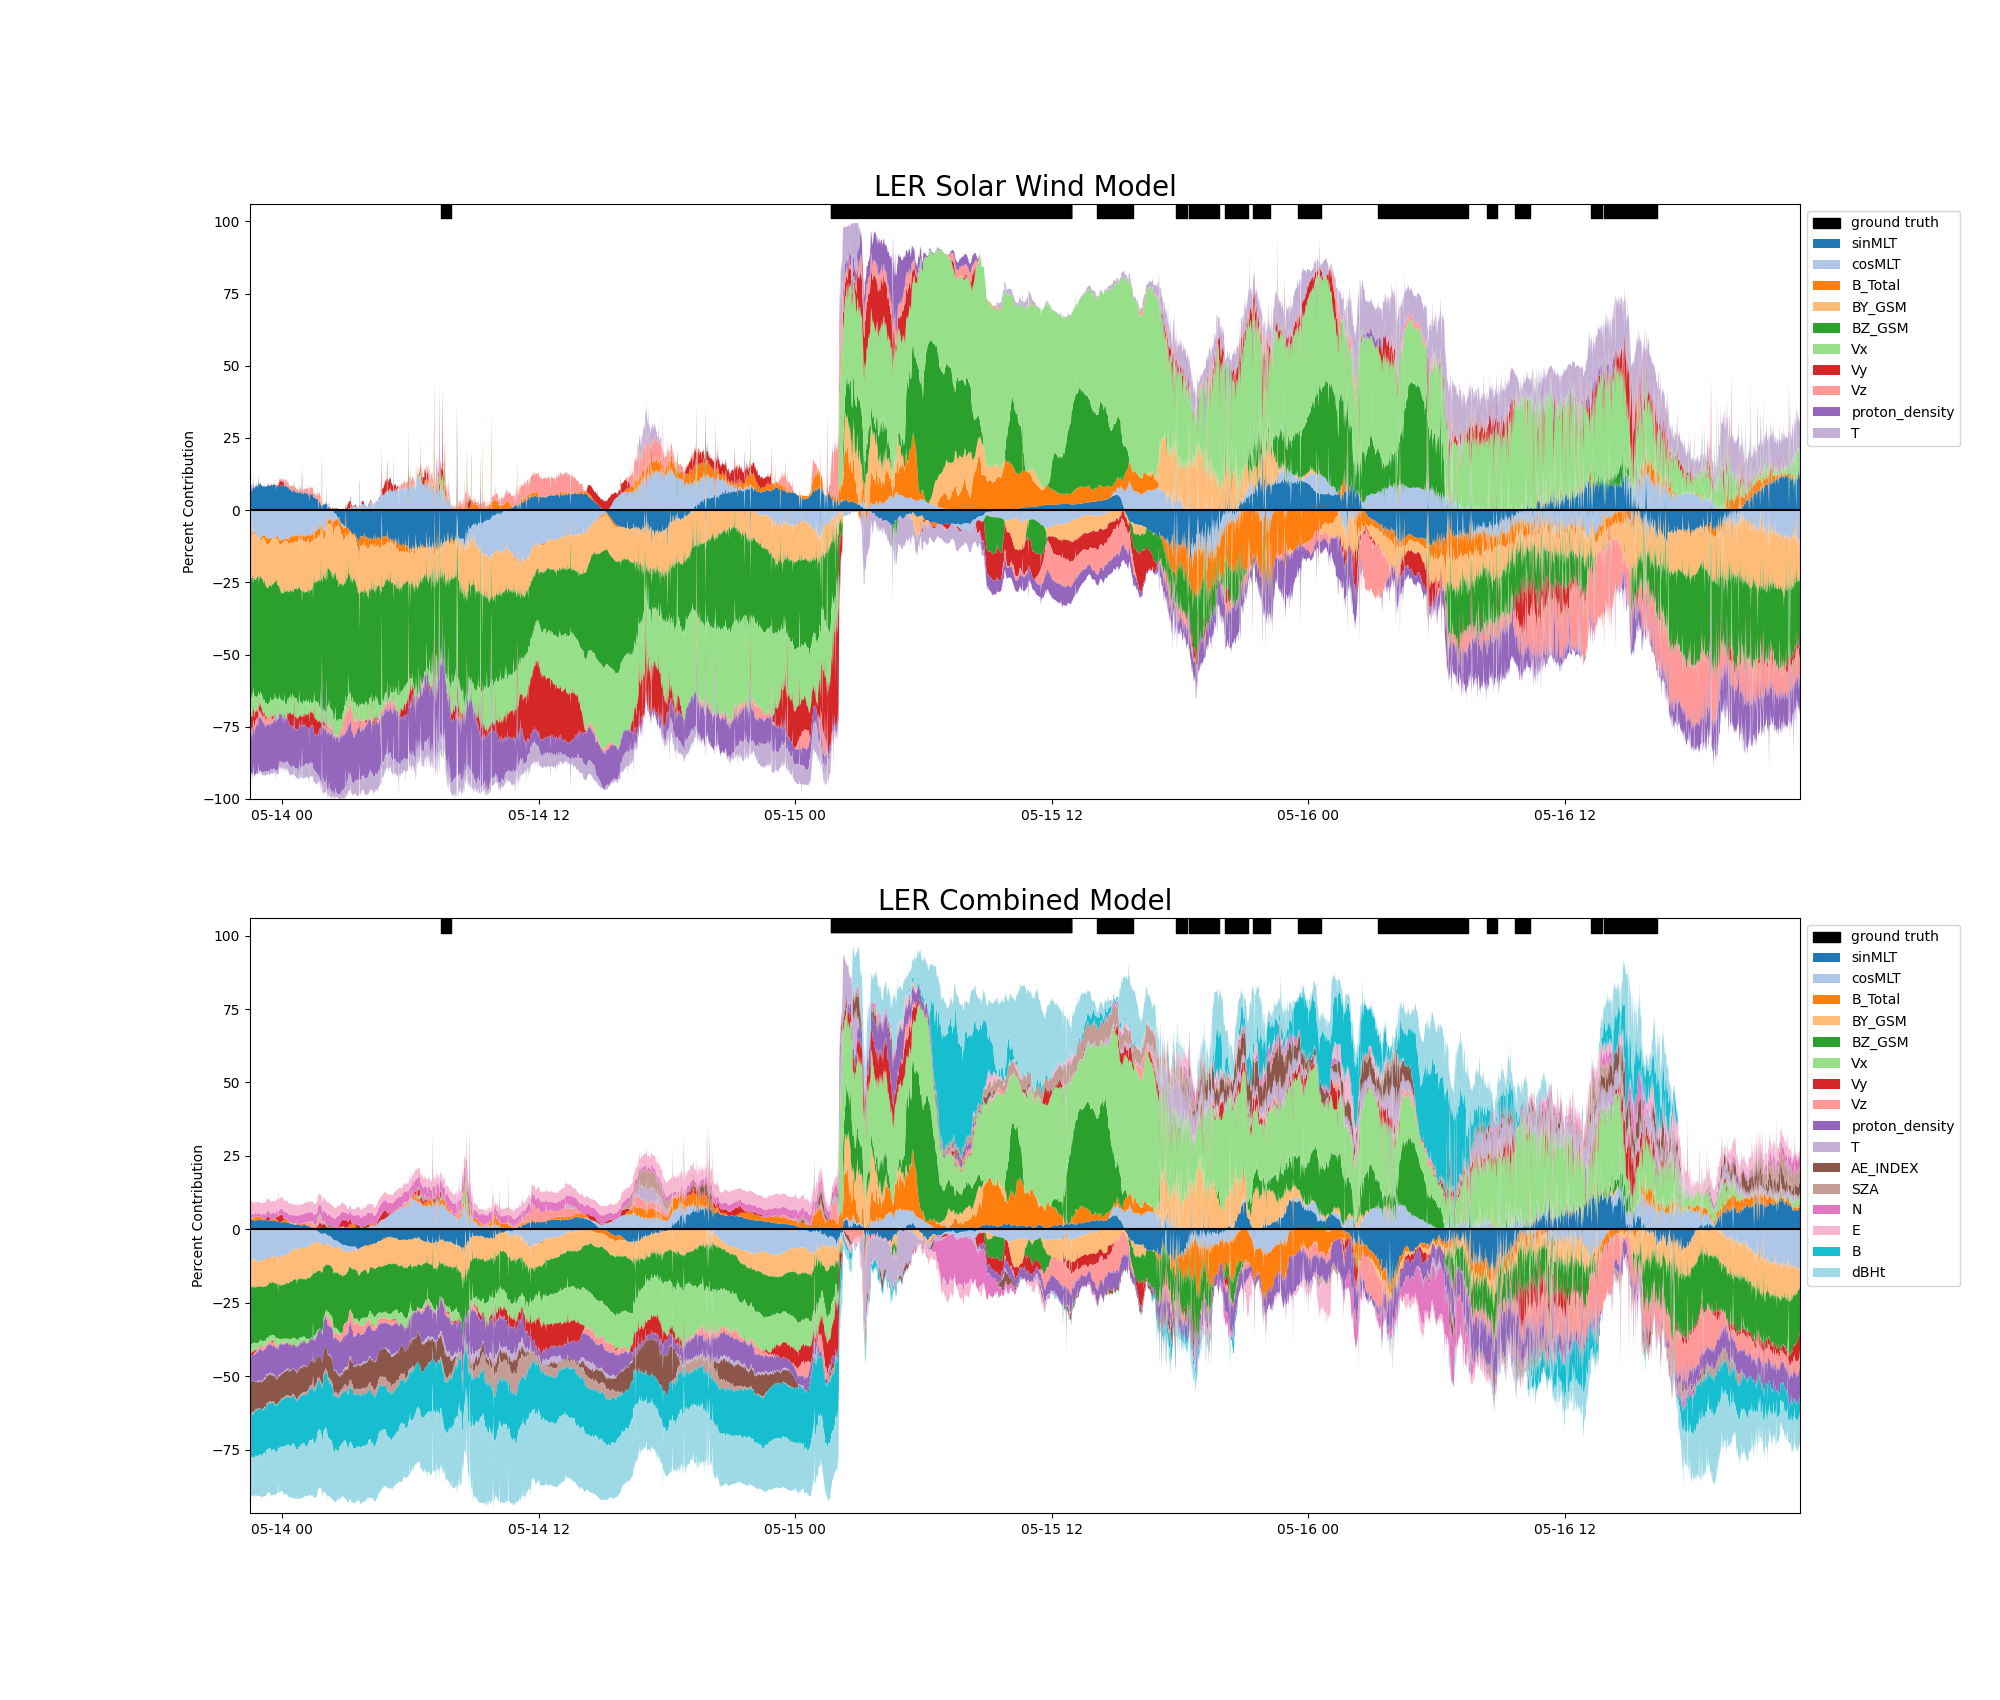 LER Solar Wind Model
100
75
50
25
0
−25
−50
−75
−100
Percent Contribution
05-14 00
05-14 12
05-15 00
05-15 12
05-16 00
05-16 12
ground truth
sinMLT
cosMLT
B_Total
BY_GSM
BZ_GSM
Vx
Vy
Vz
proton_density
T
LER Combined Model
100
75
50
25
0
−25
−50
−75
Percent Contribution
05-14 00
05-14 12
05-15 00
05-15 12
05-16 00
05-16 12
ground truth
sinMLT
cosMLT
B_Total
BY_GSM
BZ_GSM
Vx
Vy
Vz
proton_density
T
AE_INDEX
SZA
N
E
B
dBHt